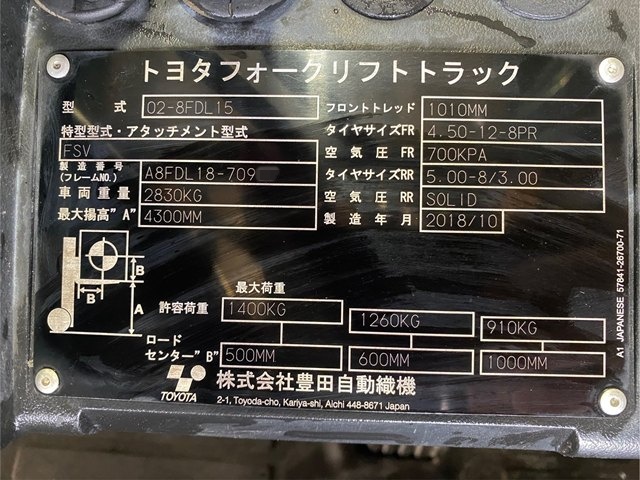 トヨタフォークリフトトラック
型 式 02-8FDL15 フロントトレッド 1010MM
特型型式・アタッチメント型式 タイヤサイズFR 4.50-12-8PR
FSV 空気圧 FR 700KPA
製造番号 (フレームNO.) A8FDL18-709 タイヤサイズRR 5.00-8/3.00
車両重量 2830KG 空気圧 RR SOLID
最大揚高"A" 4300MM 製造年月 2018/10
B
B
A
最大荷重
許容荷重 1400KG 1260KG 910KG
ロード
センター"B" 500MM 600MM 1000MM
TOYOTA 株式会社豊田自動織機
2-1, Toyoda-cho, Kariya-shi, Aichi 448-8671 Japan
A1 JAPANESE 57841-26700-71